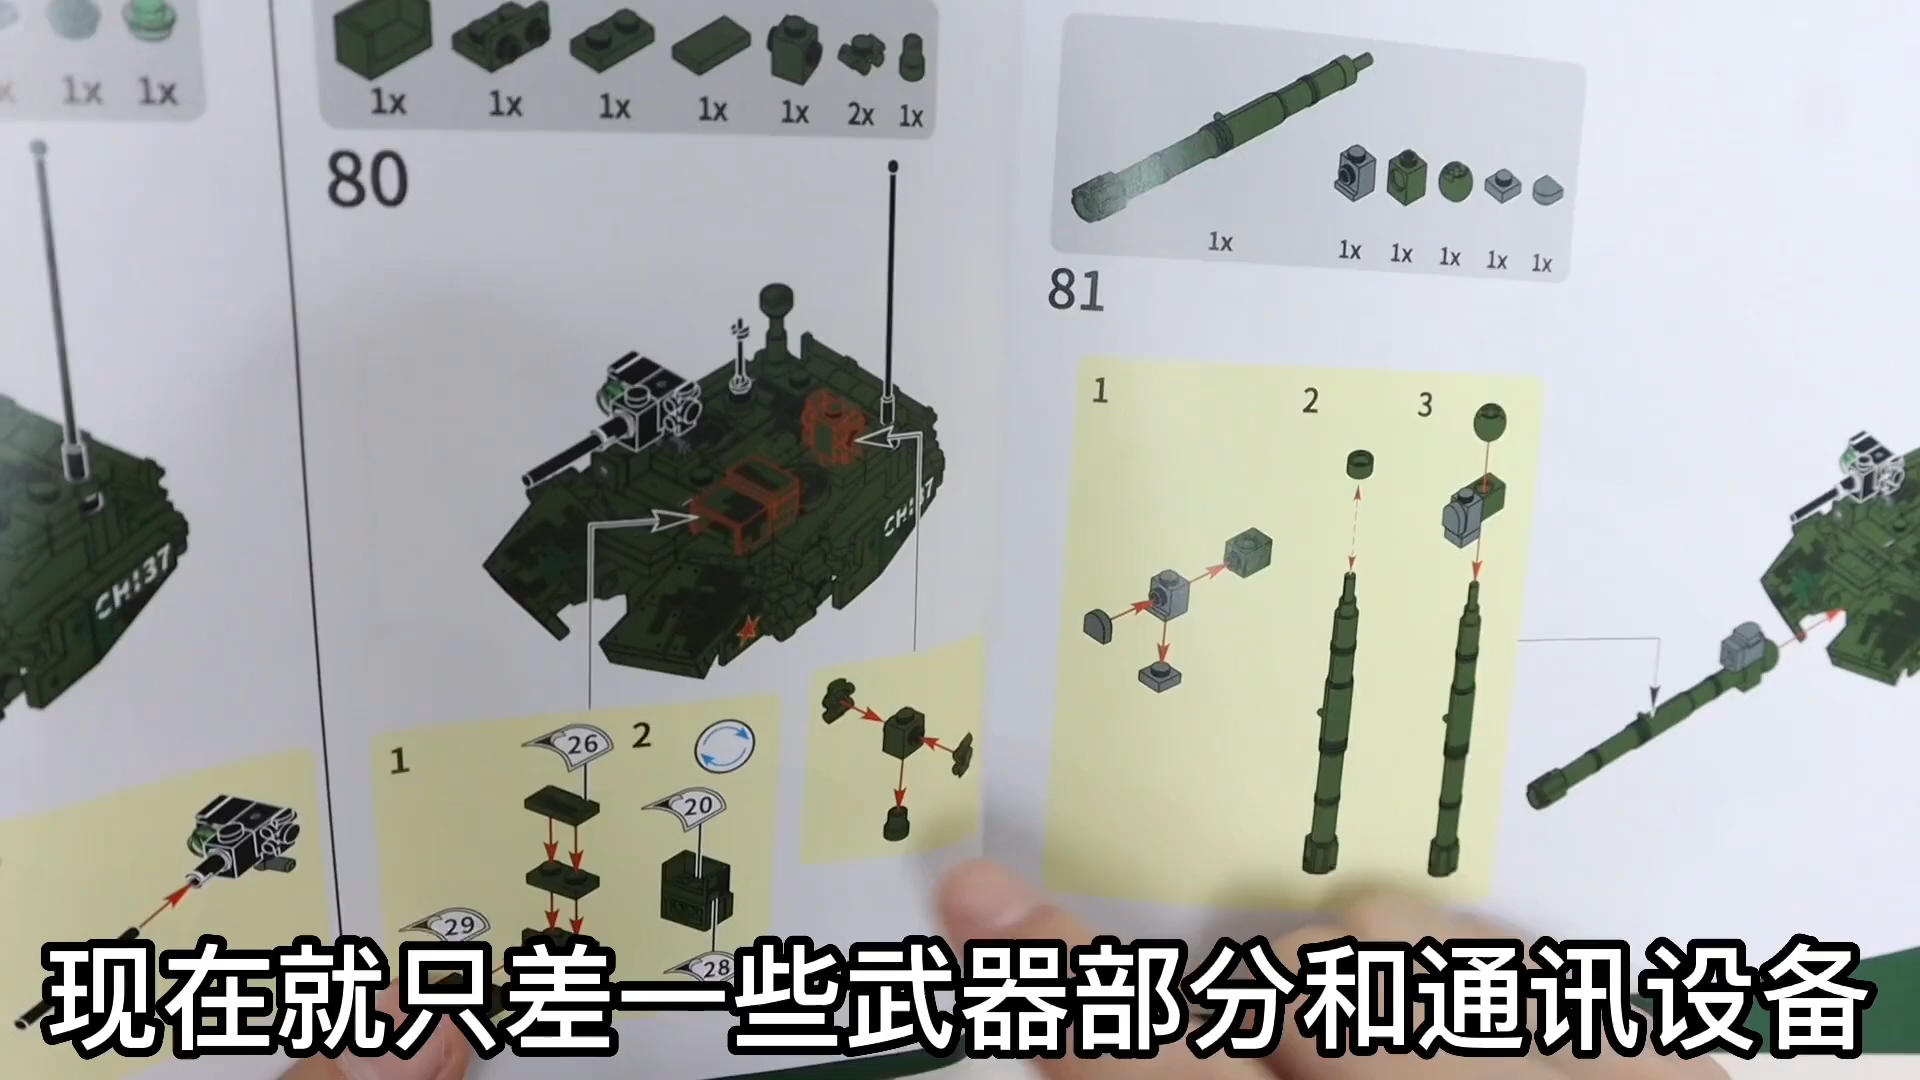 1x 1x
1x 1x 1x 1x 1x 2x 1x
80
CH!37
1 26 2
20
29
28
CH!
1x 1x 1x 1x 1x 1x
81
1 2 3
现在就只差一些武器部分和通讯设备